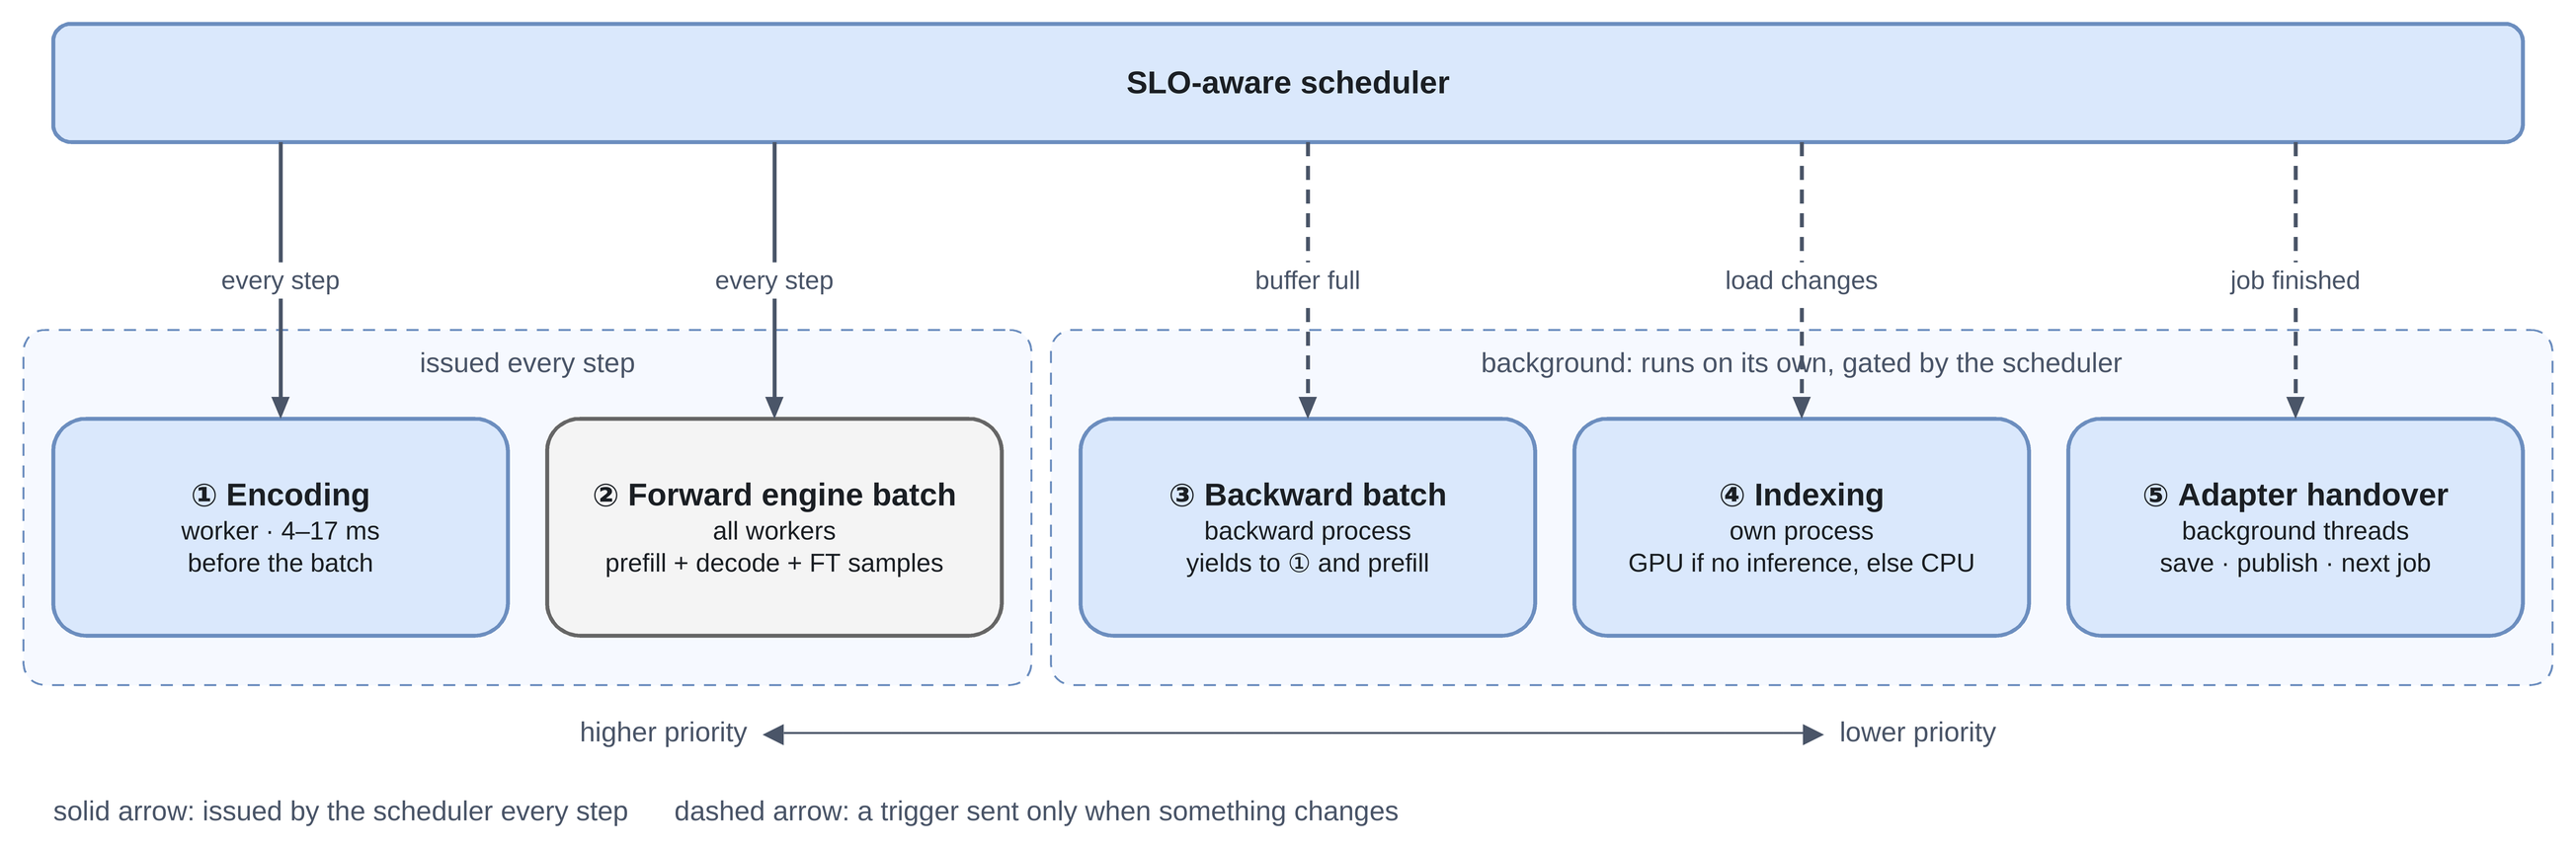 SLO-aware scheduler
every step
every step
buffer full
load changes
job finished
issued every step
background: runs on its own, gated by the scheduler
① Encoding
worker · 4–17 ms
before the batch
② Forward engine batch
all workers
prefill + decode + FT samples
③ Backward batch
backward process
yields to ① and prefill
④ Indexing
own process
GPU if no inference, else CPU
⑤ Adapter handover
background threads
save · publish · next job
higher priority
lower priority
solid arrow: issued by the scheduler every step
dashed arrow: a trigger sent only when something changes